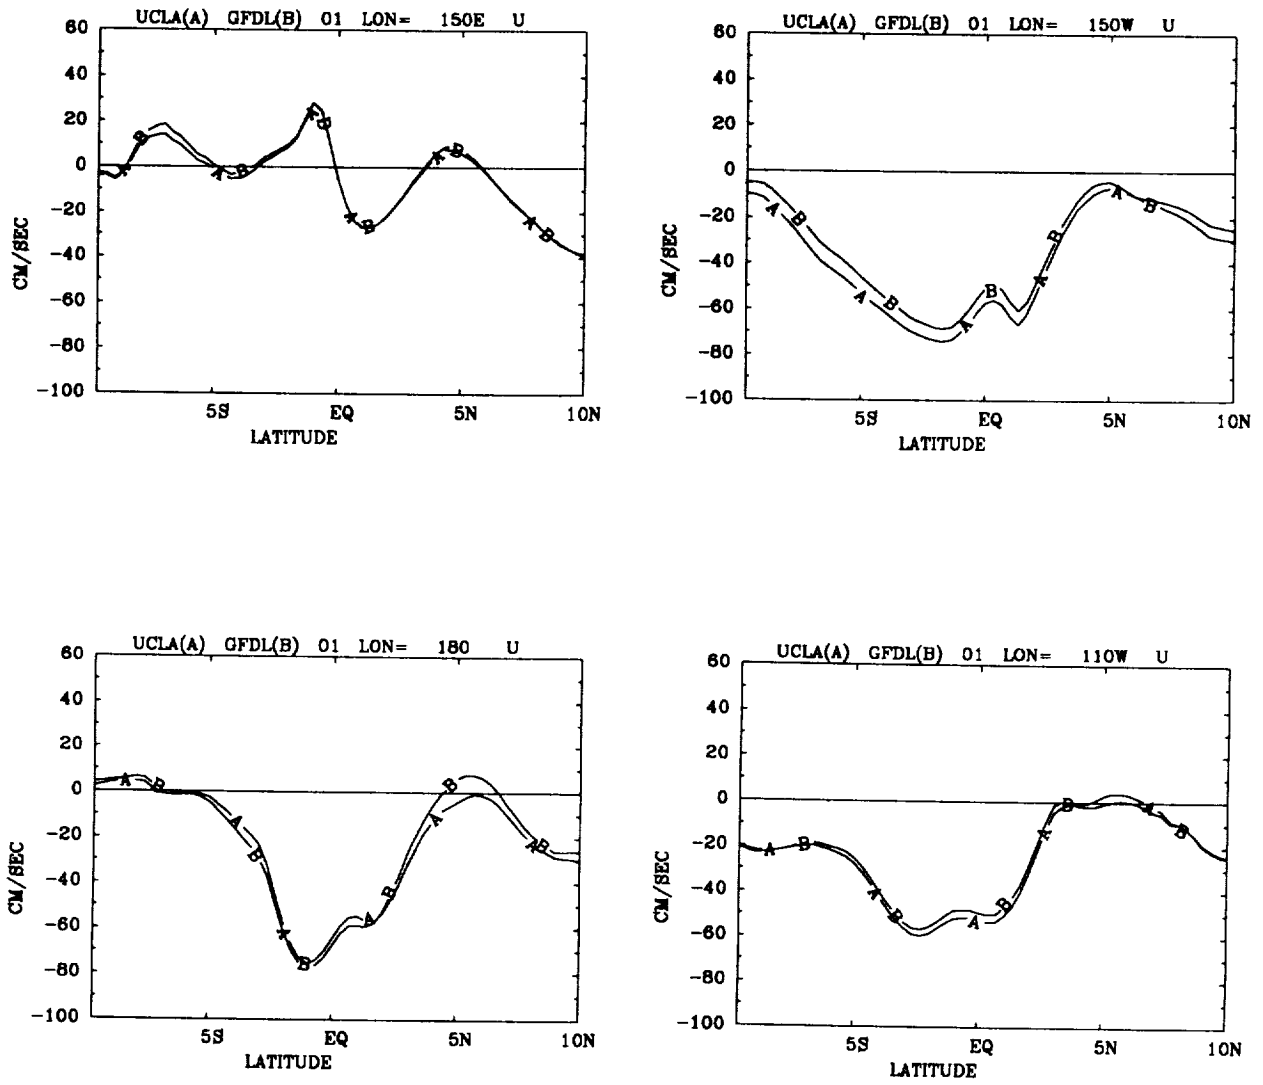 UCLA(A) GFDL(B) 01 LON= 150E U
60
40
20
0
-20
-40
-60
-80
-100
CM/SEC
5S EQ 5N 10N
LATITUDE
A B A B A B A B A B
UCLA(A) GFDL(B) 01 LON= 150W U
60
40
20
0
-20
-40
-60
-80
-100
CM/SEC
5S EQ 5N 10N
LATITUDE
A B A B A B A B A B
UCLA(A) GFDL(B) 01 LON= 180 U
60
40
20
0
-20
-40
-60
-80
-100
CM/SEC
5S EQ 5N 10N
LATITUDE
A B A B A B A B A B A B
UCLA(A) GFDL(B) 01 LON= 110W U
60
40
20
0
-20
-40
-60
-80
-100
CM/SEC
5S EQ 5N 10N
LATITUDE
A B A B A B A B A B